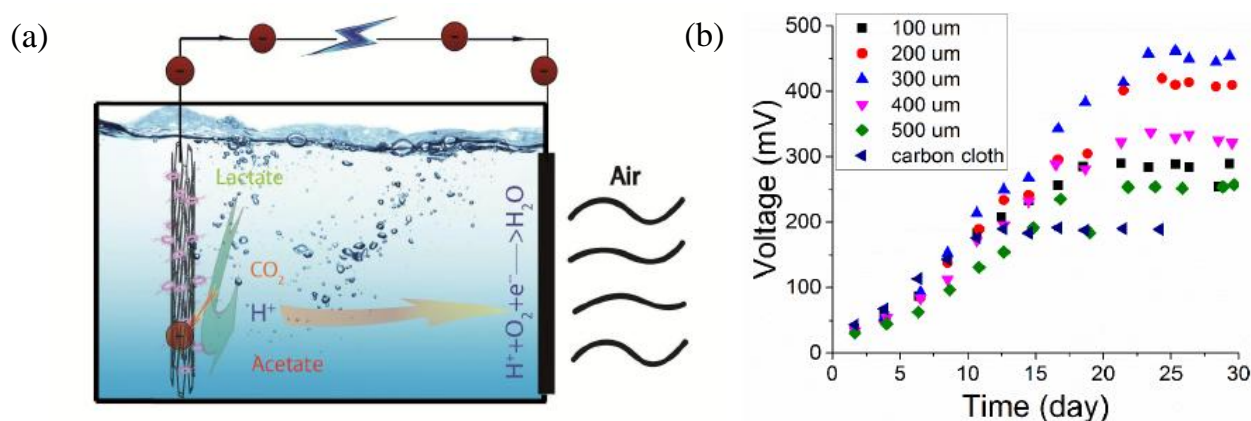 (a)
Lactate
CO₂
H⁺
Acetate
H⁺+O₂+e⁻—>H₂O
Air
(b)
Voltage (mV)
500
400
300
200
100
0
100 um
200 um
300 um
400 um
500 um
carbon cloth
0 5 10 15 20 25 30
Time (day)